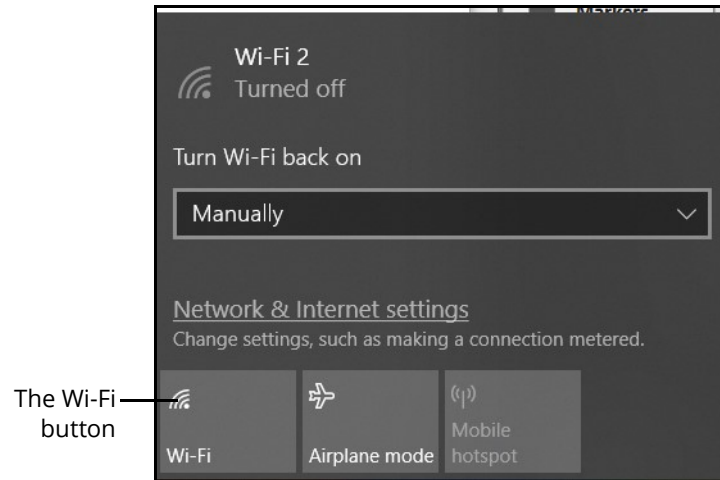 Markers
Wi-Fi 2
Turned off
Turn Wi-Fi back on
Manually
Network & Internet settings
Change settings, such as making a connection metered.
The Wi-Fi
button
Wi-Fi
Airplane mode
Mobile
hotspot